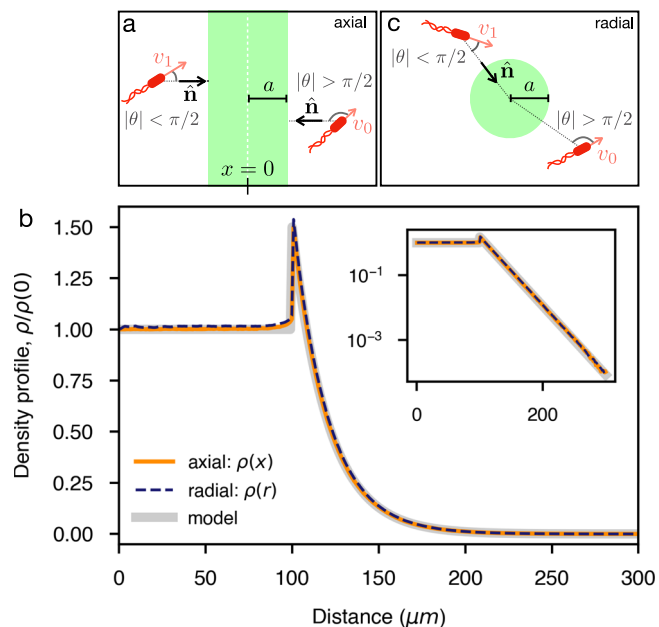 a
axial
v₁
|θ| > π/2
a
n̂
n̂
|θ| < π/2
v₀
x = 0
c
radial
v₁
|θ| < π/2
n̂
a
|θ| > π/2
v₀
b
Density profile, ρ/ρ(0)
1.50
1.25
1.00
0.75
0.50
0.25
0.00
axial: ρ(x)
radial: ρ(r)
model
10⁻¹
10⁻³
0
200
0
50
100
150
200
250
300
Distance (μm)